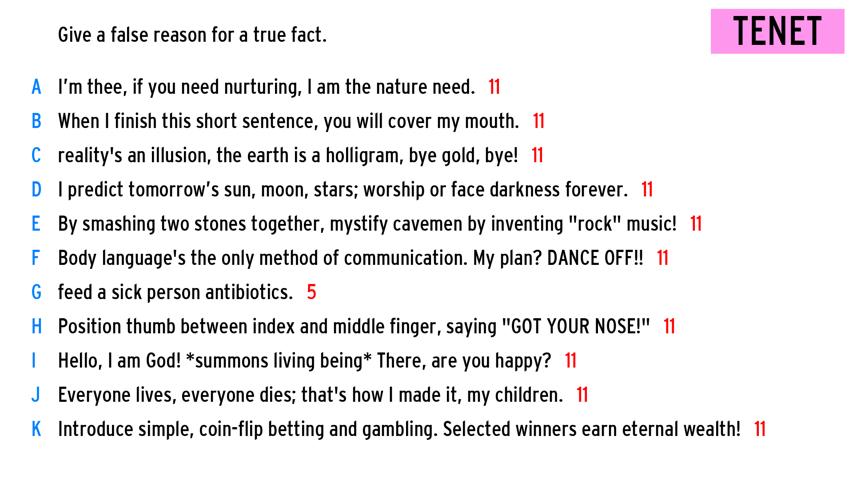 Give a false reason for a true fact.
TENET
A I'm thee, if you need nurturing, I am the nature need. 11
B When I finish this short sentence, you will cover my mouth. 11
C reality's an illusion, the earth is a holligram, bye gold, bye! 11
D I predict tomorrow's sun, moon, stars; worship or face darkness forever. 11
E By smashing two stones together, mystify cavemen by inventing "rock" music! 11
F Body language's the only method of communication. My plan? DANCE OFF!! 11
G feed a sick person antibiotics. 5
H Position thumb between index and middle finger, saying "GOT YOUR NOSE!" 11
I Hello, I am God! *summons living being* There, are you happy? 11
J Everyone lives, everyone dies; that's how I made it, my children. 11
K Introduce simple, coin-flip betting and gambling. Selected winners earn eternal wealth! 11